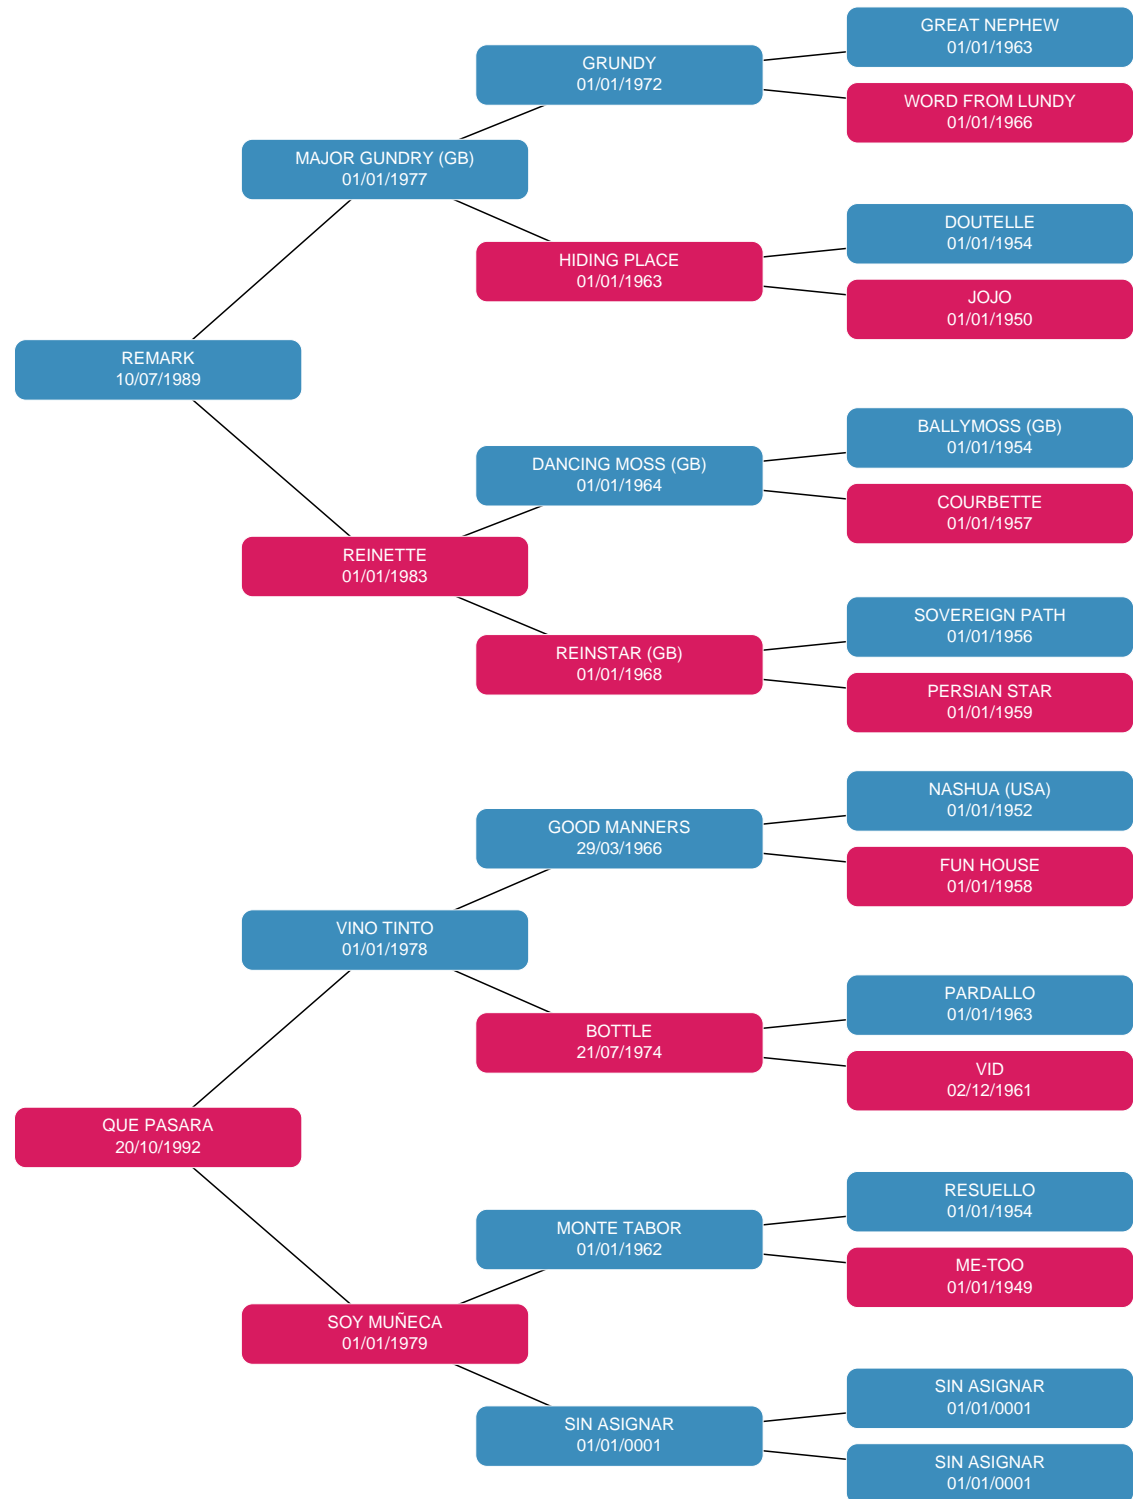 GREAT NEPHEW
01/01/1963
GRUNDY
01/01/1972
WORD FROM LUNDY
01/01/1966
MAJOR GUNDRY (GB)
01/01/1977
DOUTELLE
01/01/1954
HIDING PLACE
01/01/1963
JOJO
01/01/1950
REMARK
10/07/1989
BALLYMOSS (GB)
01/01/1954
DANCING MOSS (GB)
01/01/1964
COURBETTE
01/01/1957
REINETTE
01/01/1983
SOVEREIGN PATH
01/01/1956
REINSTAR (GB)
01/01/1968
PERSIAN STAR
01/01/1959
NASHUA (USA)
01/01/1952
GOOD MANNERS
29/03/1966
FUN HOUSE
01/01/1958
VINO TINTO
01/01/1978
PARDALLO
01/01/1963
BOTTLE
21/07/1974
VID
02/12/1961
QUE PASARA
20/10/1992
RESUELLO
01/01/1954
MONTE TABOR
01/01/1962
ME-TOO
01/01/1949
SOY MUÑECA
01/01/1979
SIN ASIGNAR
01/01/0001
SIN ASIGNAR
01/01/0001
SIN ASIGNAR
01/01/0001